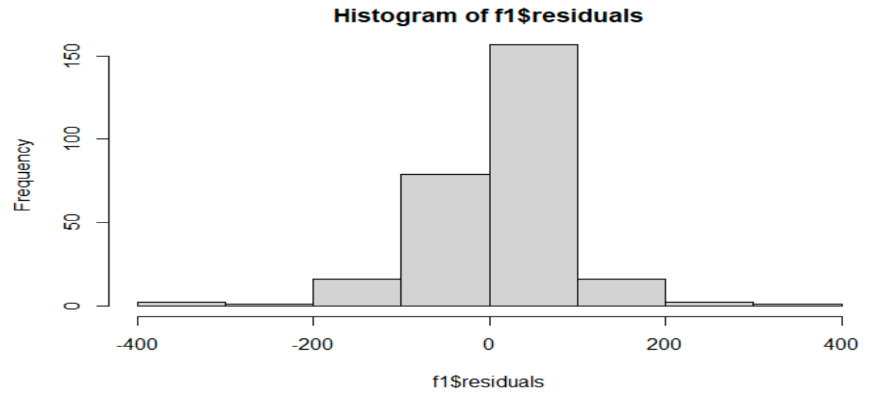 Histogram of f1$residuals
Frequency
150
100
50
0
-400 -200 0 200 400
f1$residuals